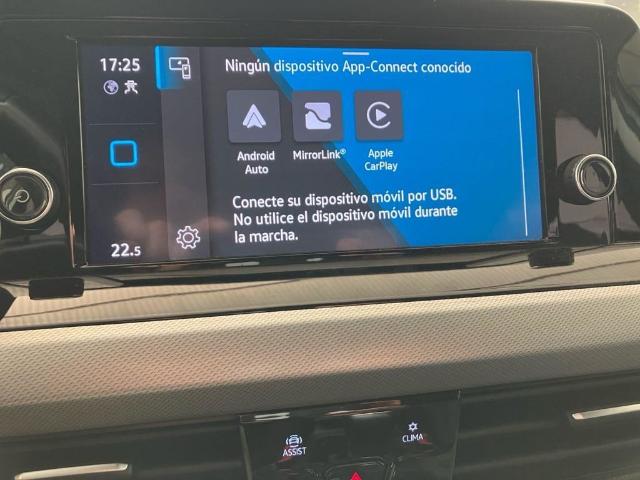 17:25
Ningún dispositivo App-Connect conocido
Android
Auto
MirrorLink®
Apple
CarPlay
Conecte su dispositivo móvil por USB.
No utilice el dispositivo móvil durante
la marcha.
22.5
ASSIST
CLIMA